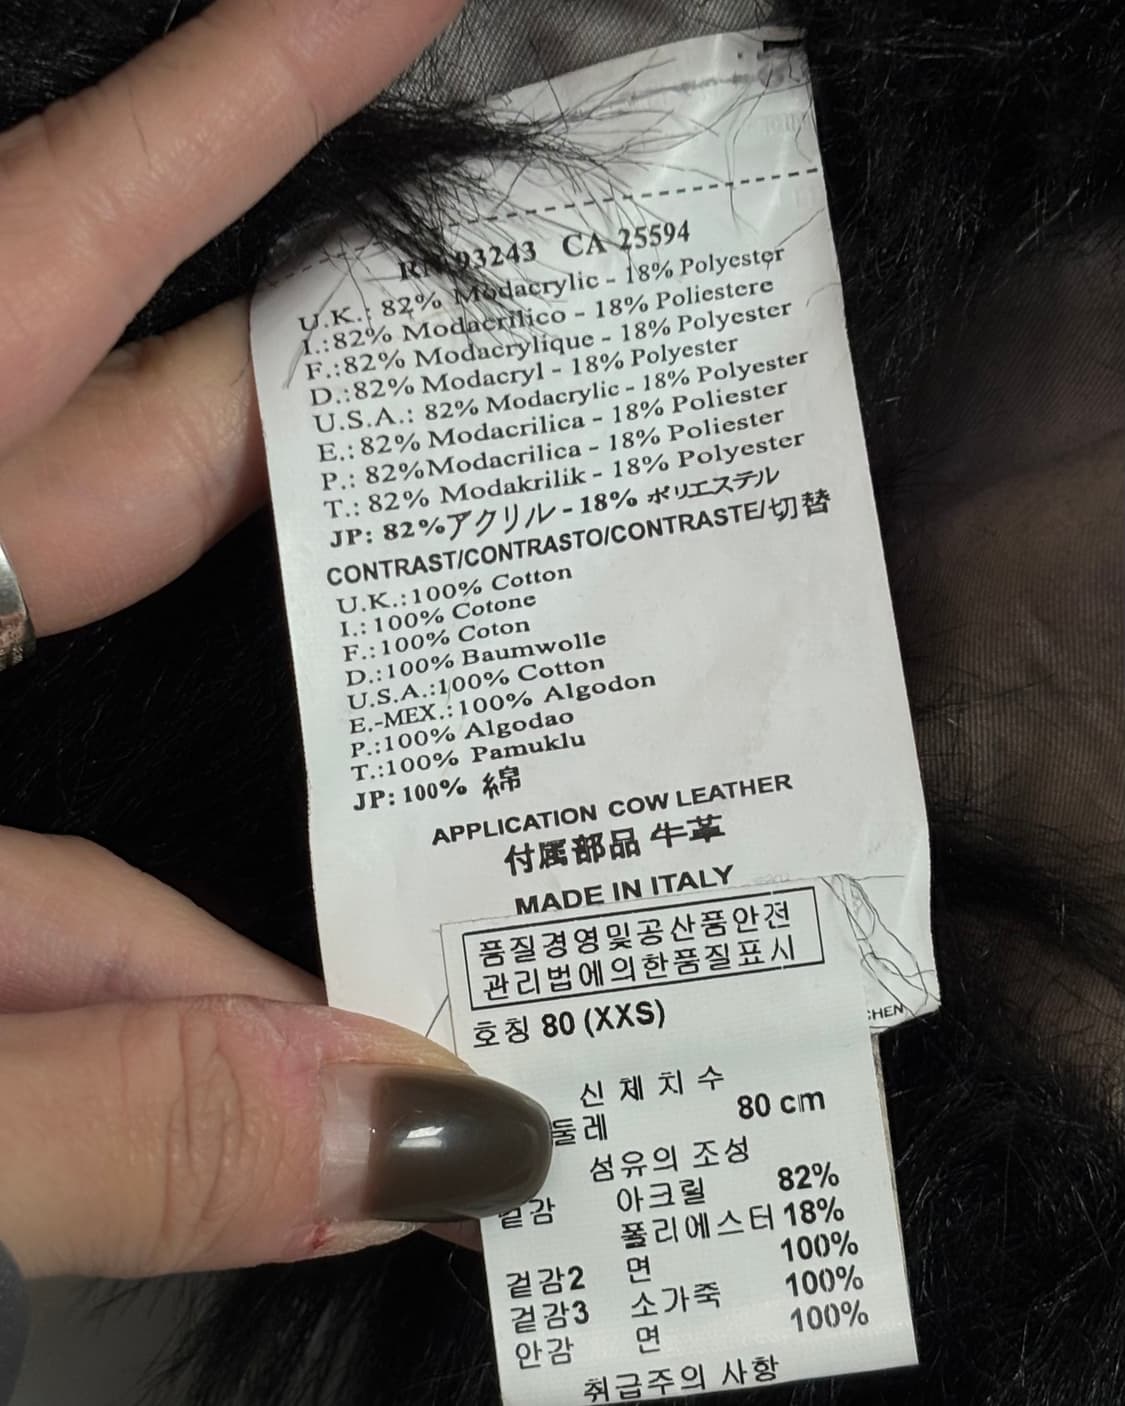 RN 93243 CA 25594
U.K.: 82% Modacrylic - 18% Polyester
I.:82% Modacrilico - 18% Poliestere
F.:82% Modacrylique - 18% Polyester
D.:82% Modacryl - 18% Polyester
U.S.A.: 82% Modacrylic - 18% Polyester
E.: 82% Modacrilica - 18% Poliester
P.: 82%Modacrilica - 18% Poliester
T.: 82% Modakrilik - 18% Polyester
JP: 82%アクリル - 18% ポリエステル
CONTRAST/CONTRASTO/CONTRASTE/切替
U.K.:100% Cotton
I.: 100% Cotone
F.:100% Coton
D.:100% Baumwolle
U.S.A.:100% Cotton
E.-MEX.:100% Algodon
P.:100% Algodao
T.:100% Pamuklu
JP: 100% 綿
APPLICATION COW LEATHER
付属部品 牛革
MADE IN ITALY
품질경영및공산품안전
관리법에의한품질표시
호칭 80 (XXS)
신체치수
둘레 80 cm
섬유의 조성
겉감 아크릴 82%
폴리에스터 18%
겉감2 면 100%
겉감3 소가죽 100%
안감 면 100%
취급주의 사항